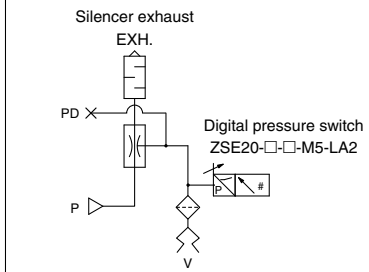 Silencer exhaust
EXH.
PD
Digital pressure switch
ZSE20-□-□-M5-LA2
P
#
P
V